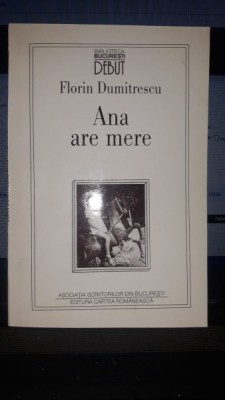 BIBLIOTECA
BUCUREȘTI
DEBUT
Florin Dumitrescu
Ana
are mere
ASOCIAȚIA SCRIITORILOR DIN BUCUREȘTI
EDITURA CARTEA ROMÂNEASCĂ